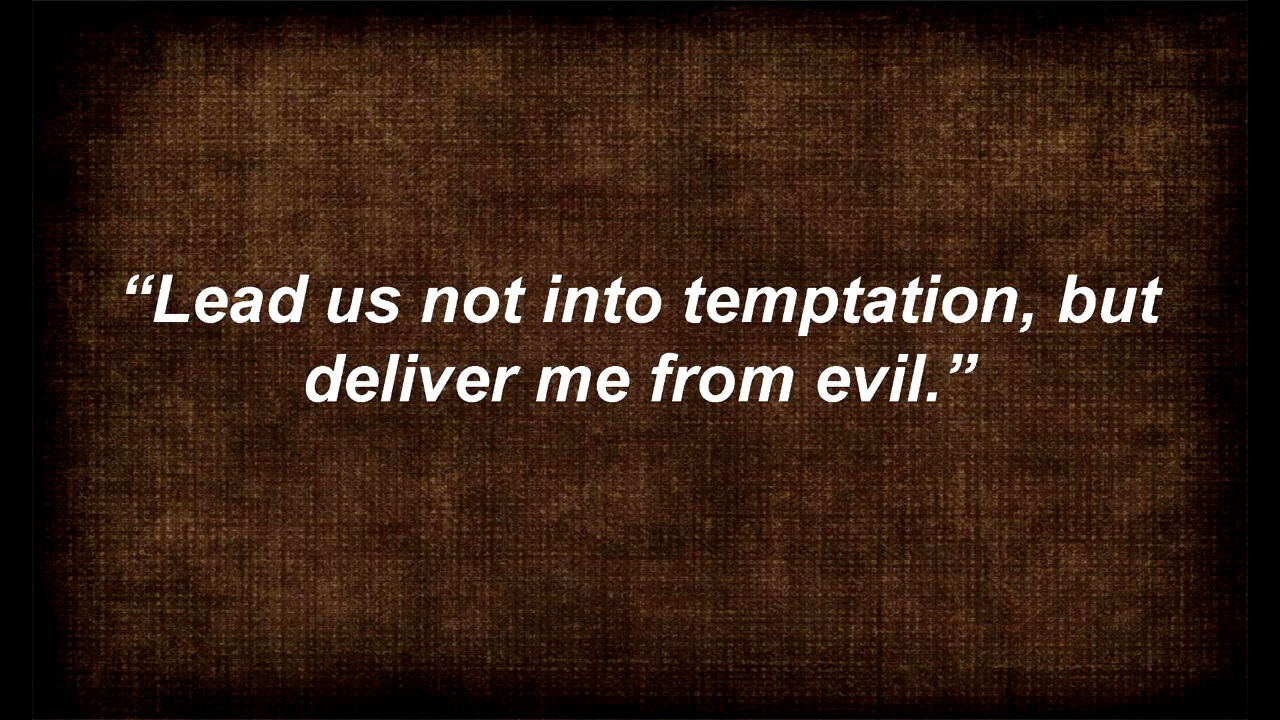 “Lead us not into temptation, but
deliver me from evil.”